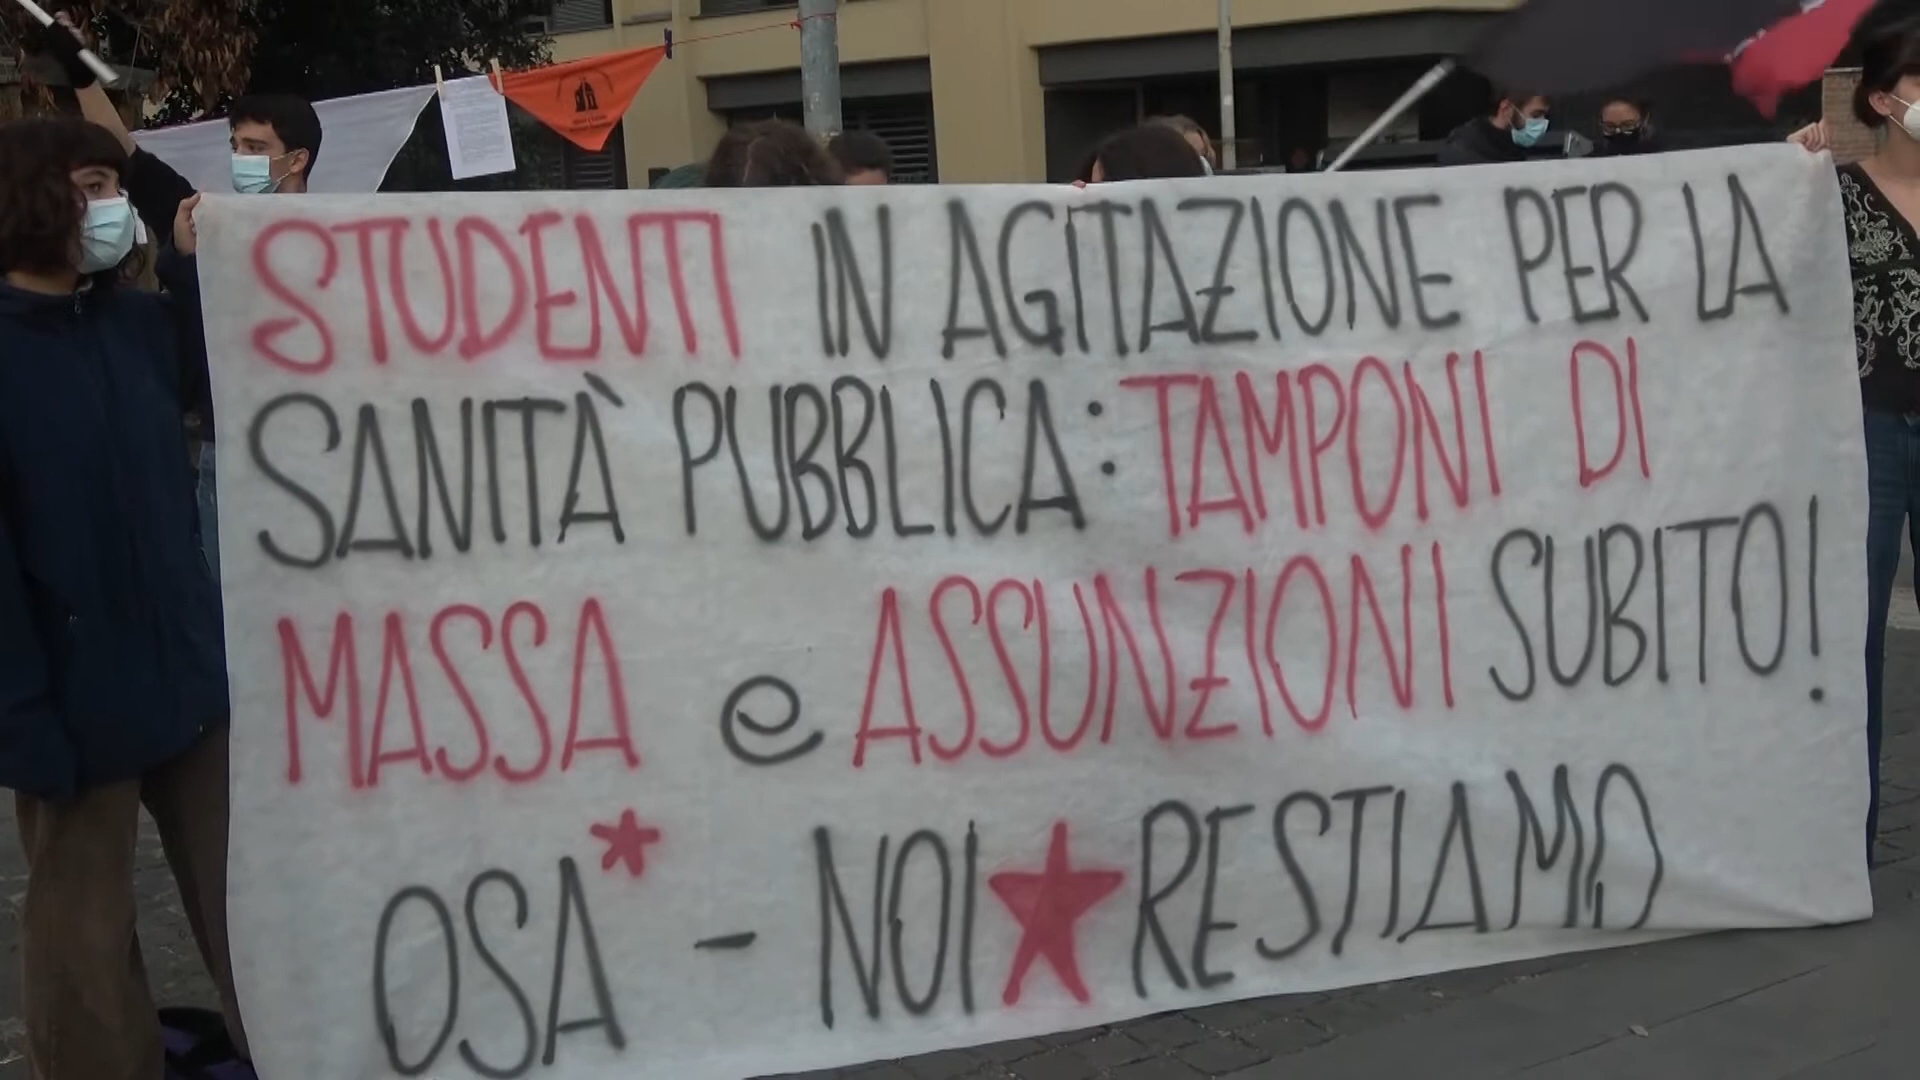 STUDENTI IN AGITAZIONE PER LA
SANITÀ PUBBLICA: TAMPONI DI
MASSA e ASSUNZIONI SUBITO!
OSA* - NOI★RESTIAMO